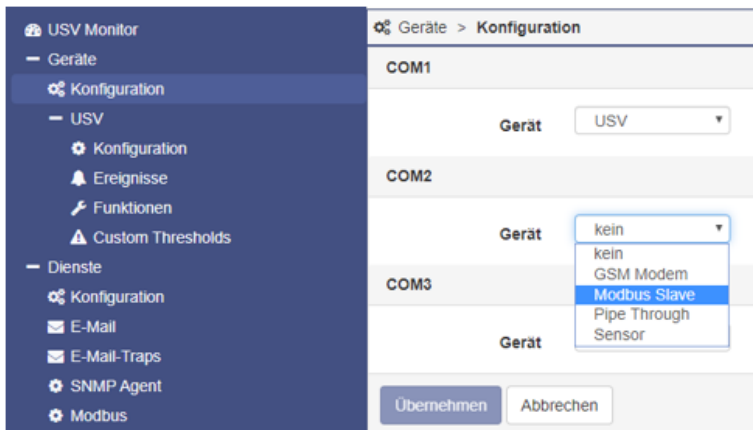 USV Monitor
Geräte
Konfiguration
USV
Konfiguration
Ereignisse
Funktionen
Custom Thresholds
Dienste
Konfiguration
E-Mail
E-Mail-Traps
SNMP Agent
Modbus
Geräte > Konfiguration
COM1
Gerät USV
COM2
Gerät kein
kein
GSM Modem
Modbus Slave
Pipe Through
Sensor
COM3
Gerät
Übernehmen Abbrechen